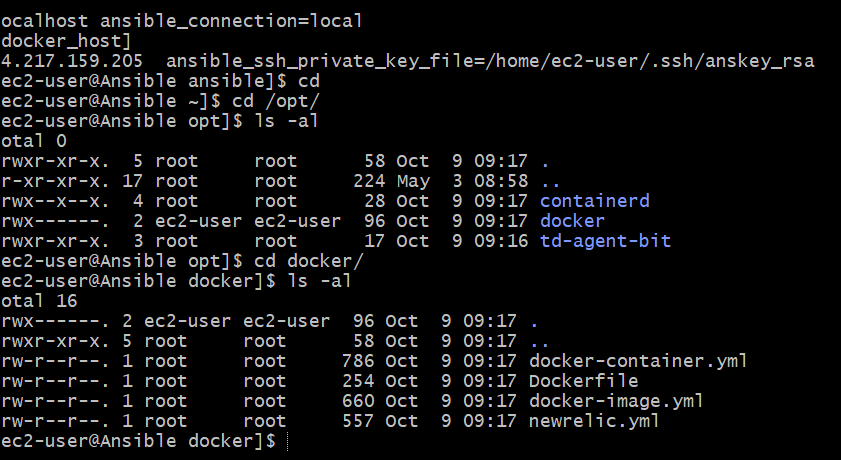 ocalhost ansible_connection=local
docker_host]
4.217.159.205  ansible_ssh_private_key_file=/home/ec2-user/.ssh/anskey_rsa
ec2-user@Ansible ansible]$ cd
ec2-user@Ansible ~]$ cd /opt/
ec2-user@Ansible opt]$ ls -al
otal 0
rwxr-xr-x.  5 root     root      58 Oct  9 09:17 .
r-xr-xr-x. 17 root     root     224 May  3 08:58 ..
rwx--x--x.  4 root     root      28 Oct  9 09:17 containerd
rwx------.  2 ec2-user ec2-user  96 Oct  9 09:17 docker
rwxr-xr-x.  3 root     root      17 Oct  9 09:16 td-agent-bit
ec2-user@Ansible opt]$ cd docker/
ec2-user@Ansible docker]$ ls -al
otal 16
rwx------. 2 ec2-user ec2-user  96 Oct  9 09:17 .
rwxr-xr-x. 5 root     root      58 Oct  9 09:17 ..
rw-r--r--. 1 root     root     786 Oct  9 09:17 docker-container.yml
rw-r--r--. 1 root     root     254 Oct  9 09:17 Dockerfile
rw-r--r--. 1 root     root     660 Oct  9 09:17 docker-image.yml
rw-r--r--. 1 root     root     557 Oct  9 09:17 newrelic.yml
ec2-user@Ansible docker]$